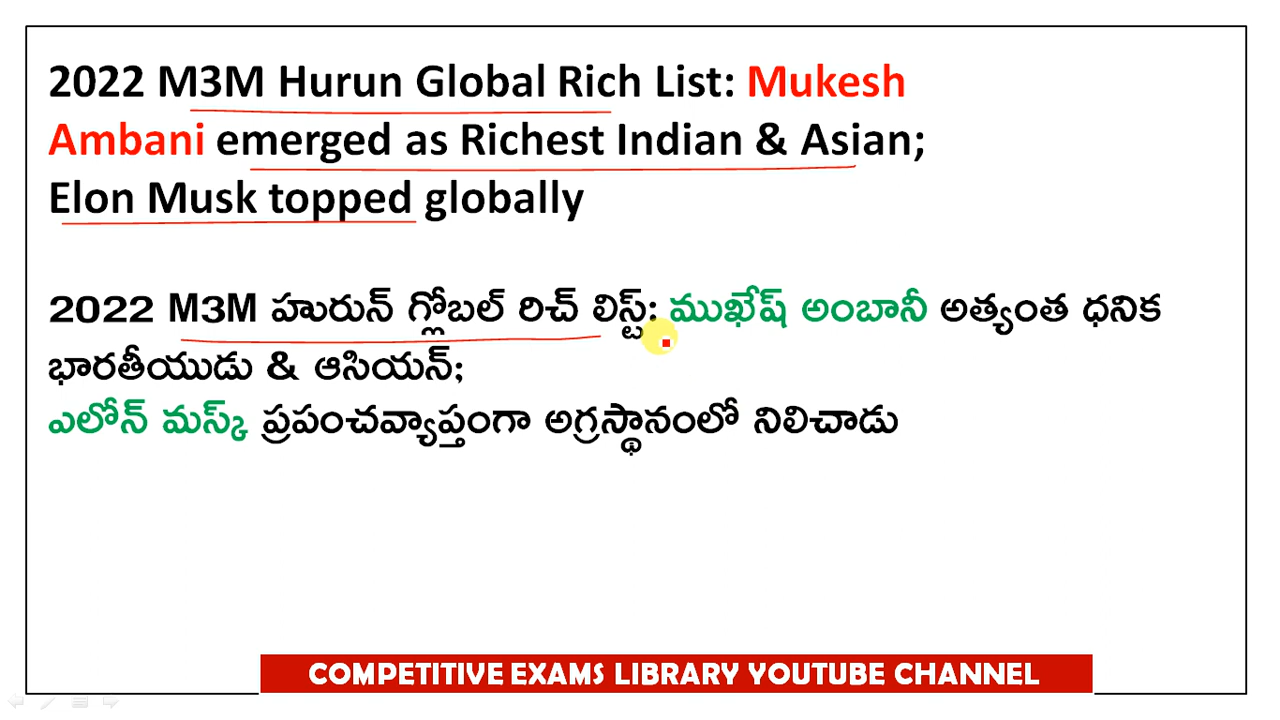 2022 M3M Hurun Global Rich List: Mukesh
Ambani emerged as Richest Indian & Asian;
Elon Musk topped globally
2022 M3M హురున్ గ్లోబల్ రిచ్ లిస్ట్: ముఖేష్ అంబానీ అత్యంత ధనిక
భారతీయుడు & ఆసియన్;
ఎలోన్ మస్క్ ప్రపంచవ్యాప్తంగా అగ్రస్థానంలో నిలిచాడు
COMPETITIVE EXAMS LIBRARY YOUTUBE CHANNEL